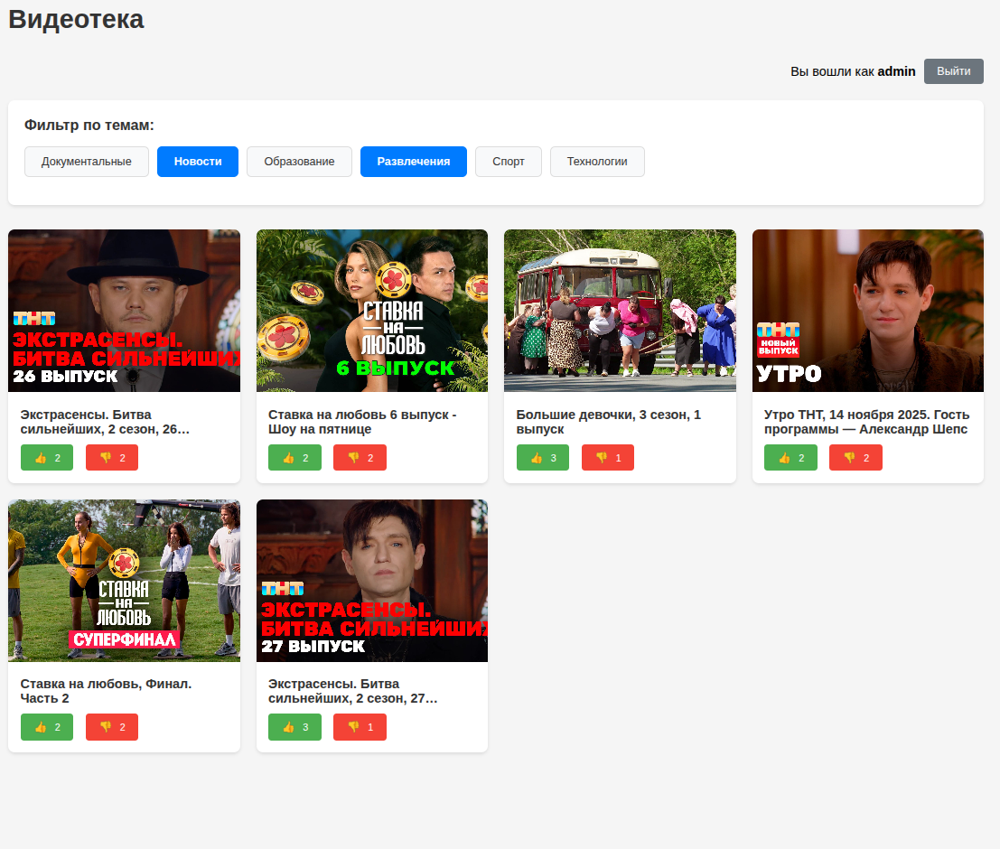 Видеотека
Вы вошли как admin Выйти
Фильтр по темам:
Документальные Новости Образование Развлечения Спорт Технологии
ТНТ
ЭКСТРАСЕНСЫ.
БИТВА СИЛЬНЕЙШИХ
26 ВЫПУСК
СТАВКА
НА
ЛЮБОВЬ
6 ВЫПУСК
ТНТ
НОВЫЙ
ВЫПУСК
УТРО
Экстрасенсы. Битва
сильнейших, 2 сезон, 26…
👍 2 👎 2
Ставка на любовь 6 выпуск -
Шоу на пятнице
👍 2 👎 2
Большие девочки, 3 сезон, 1
выпуск
👍 3 👎 1
Утро ТНТ, 14 ноября 2025. Гость
программы — Александр Шепс
👍 2 👎 2
СТАВКА
НА
ЛЮБОВЬ
СУПЕРФИНАЛ
Ставка на любовь, Финал.
Часть 2
👍 2 👎 2
ТНТ
ЭКСТРАСЕНСЫ.
БИТВА СИЛЬНЕЙШИХ
27 ВЫПУСК
Экстрасенсы. Битва
сильнейших, 2 сезон, 27…
👍 3 👎 1